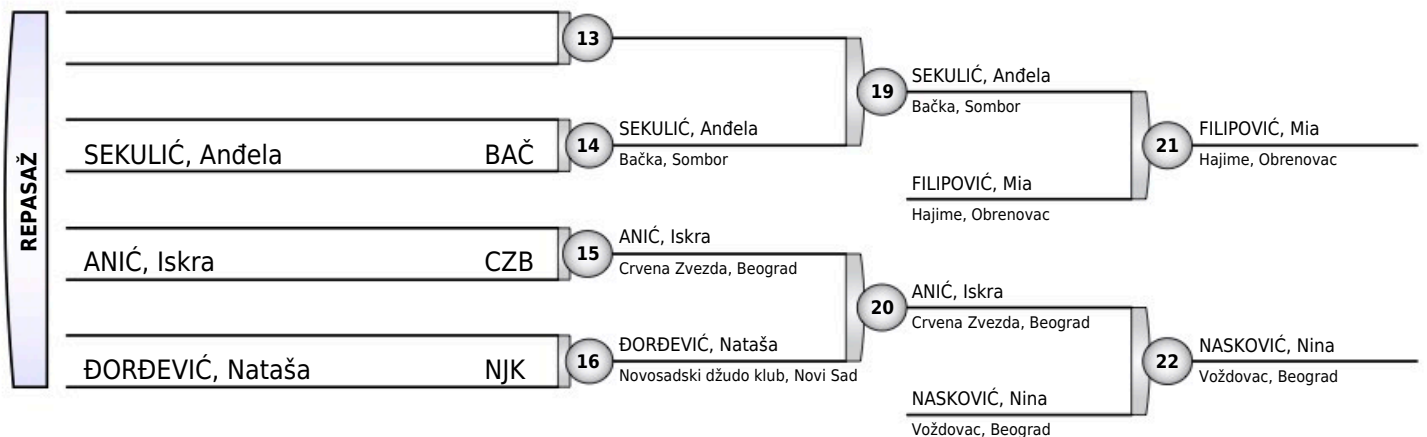 REPASAŽ
13
SEKULIĆ, Anđela BAČ
14
SEKULIĆ, Anđela
Bačka, Sombor
ANIĆ, Iskra CZB
15
ANIĆ, Iskra
Crvena Zvezda, Beograd
ĐORĐEVIĆ, Nataša NJK
16
ĐORĐEVIĆ, Nataša
Novosadski džudo klub, Novi Sad
19
SEKULIĆ, Anđela
Bačka, Sombor
FILIPOVIĆ, Mia
Hajime, Obrenovac
20
ANIĆ, Iskra
Crvena Zvezda, Beograd
NASKOVIĆ, Nina
Voždovac, Beograd
21
FILIPOVIĆ, Mia
Hajime, Obrenovac
22
NASKOVIĆ, Nina
Voždovac, Beograd